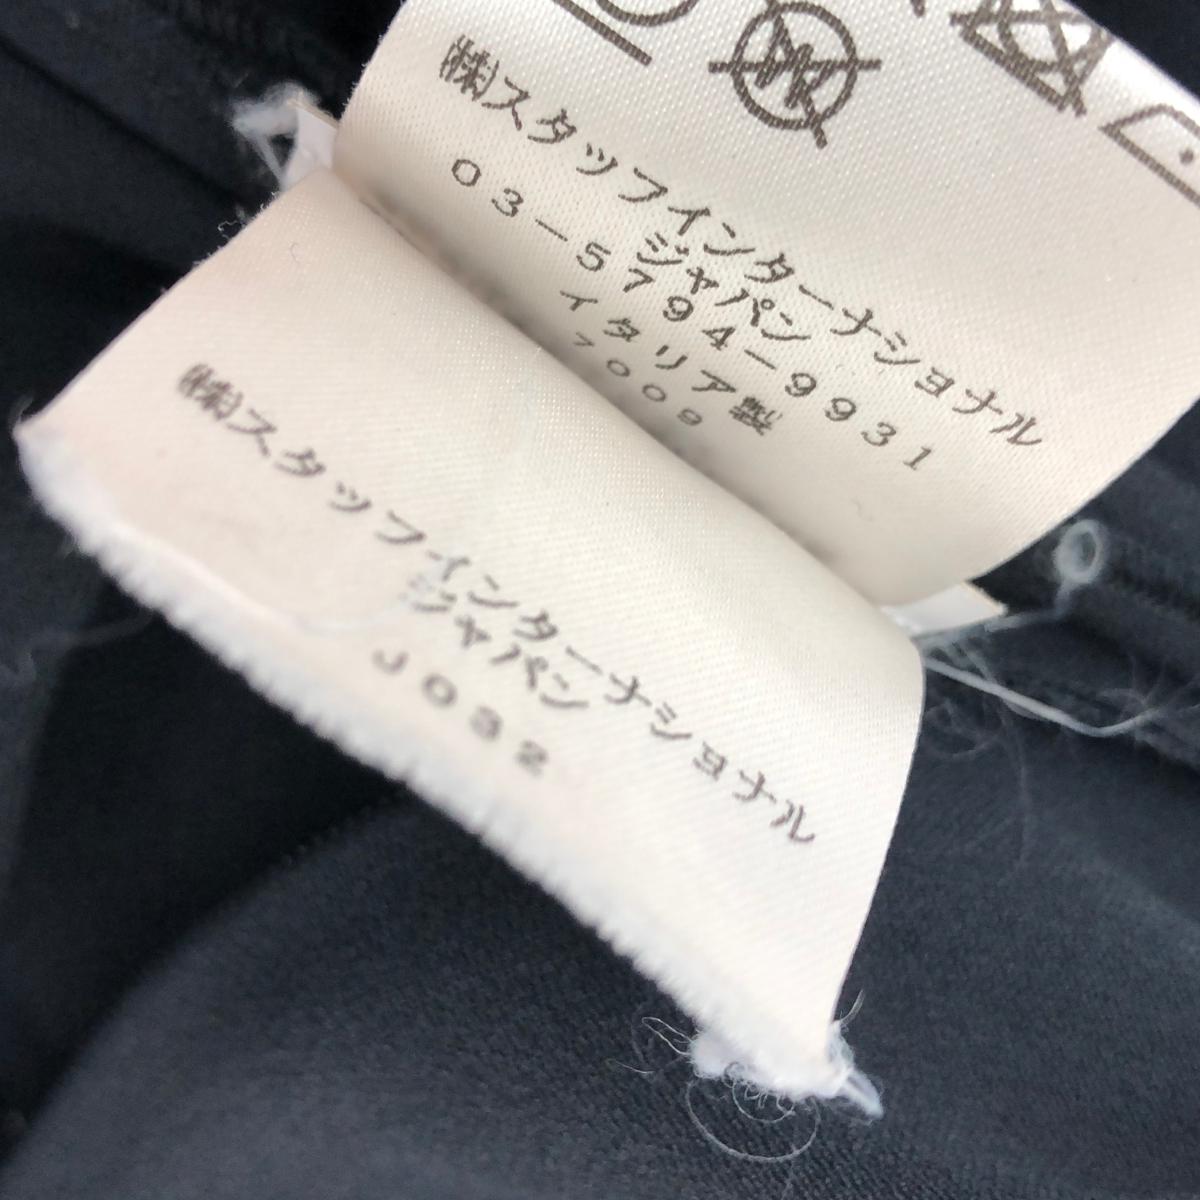 ㈱スタッフインターナショナル
ジャパン
03-5794-9931
イタリア製
7009
㈱スタッフインターナショナル
ジャパン
J032